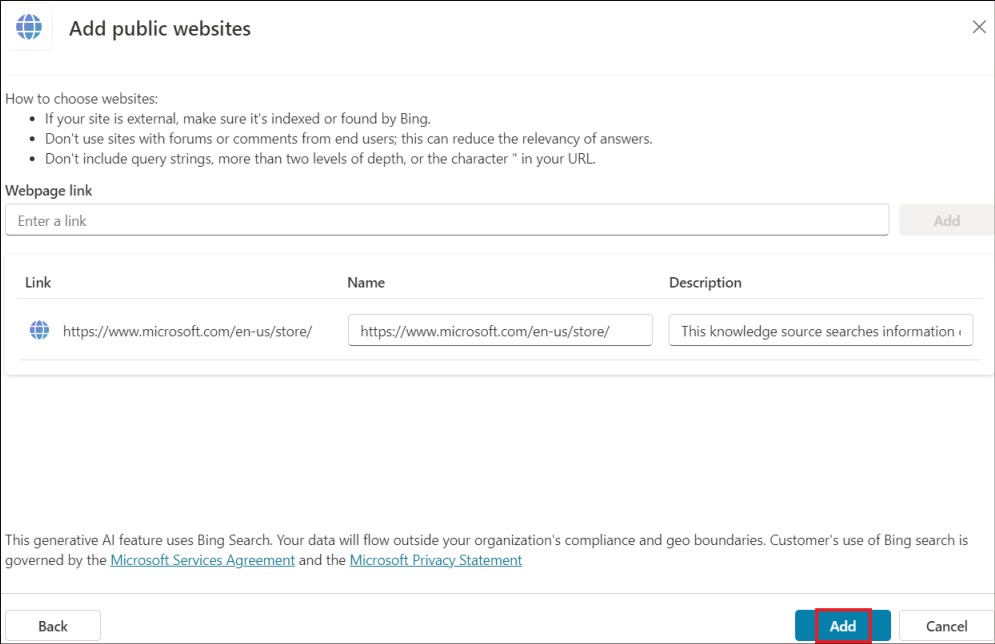 Add public websites
How to choose websites:
• If your site is external, make sure it's indexed or found by Bing.
• Don't use sites with forums or comments from end users; this can reduce the relevancy of answers.
• Don't include query strings, more than two levels of depth, or the character " in your URL.
Webpage link
Enter a link Add
Link Name Description
https://www.microsoft.com/en-us/store/ https://www.microsoft.com/en-us/store/ This knowledge source searches information
This generative AI feature uses Bing Search. Your data will flow outside your organization's compliance and geo boundaries. Customer's use of Bing search is
governed by the Microsoft Services Agreement and the Microsoft Privacy Statement
Back Add Cancel